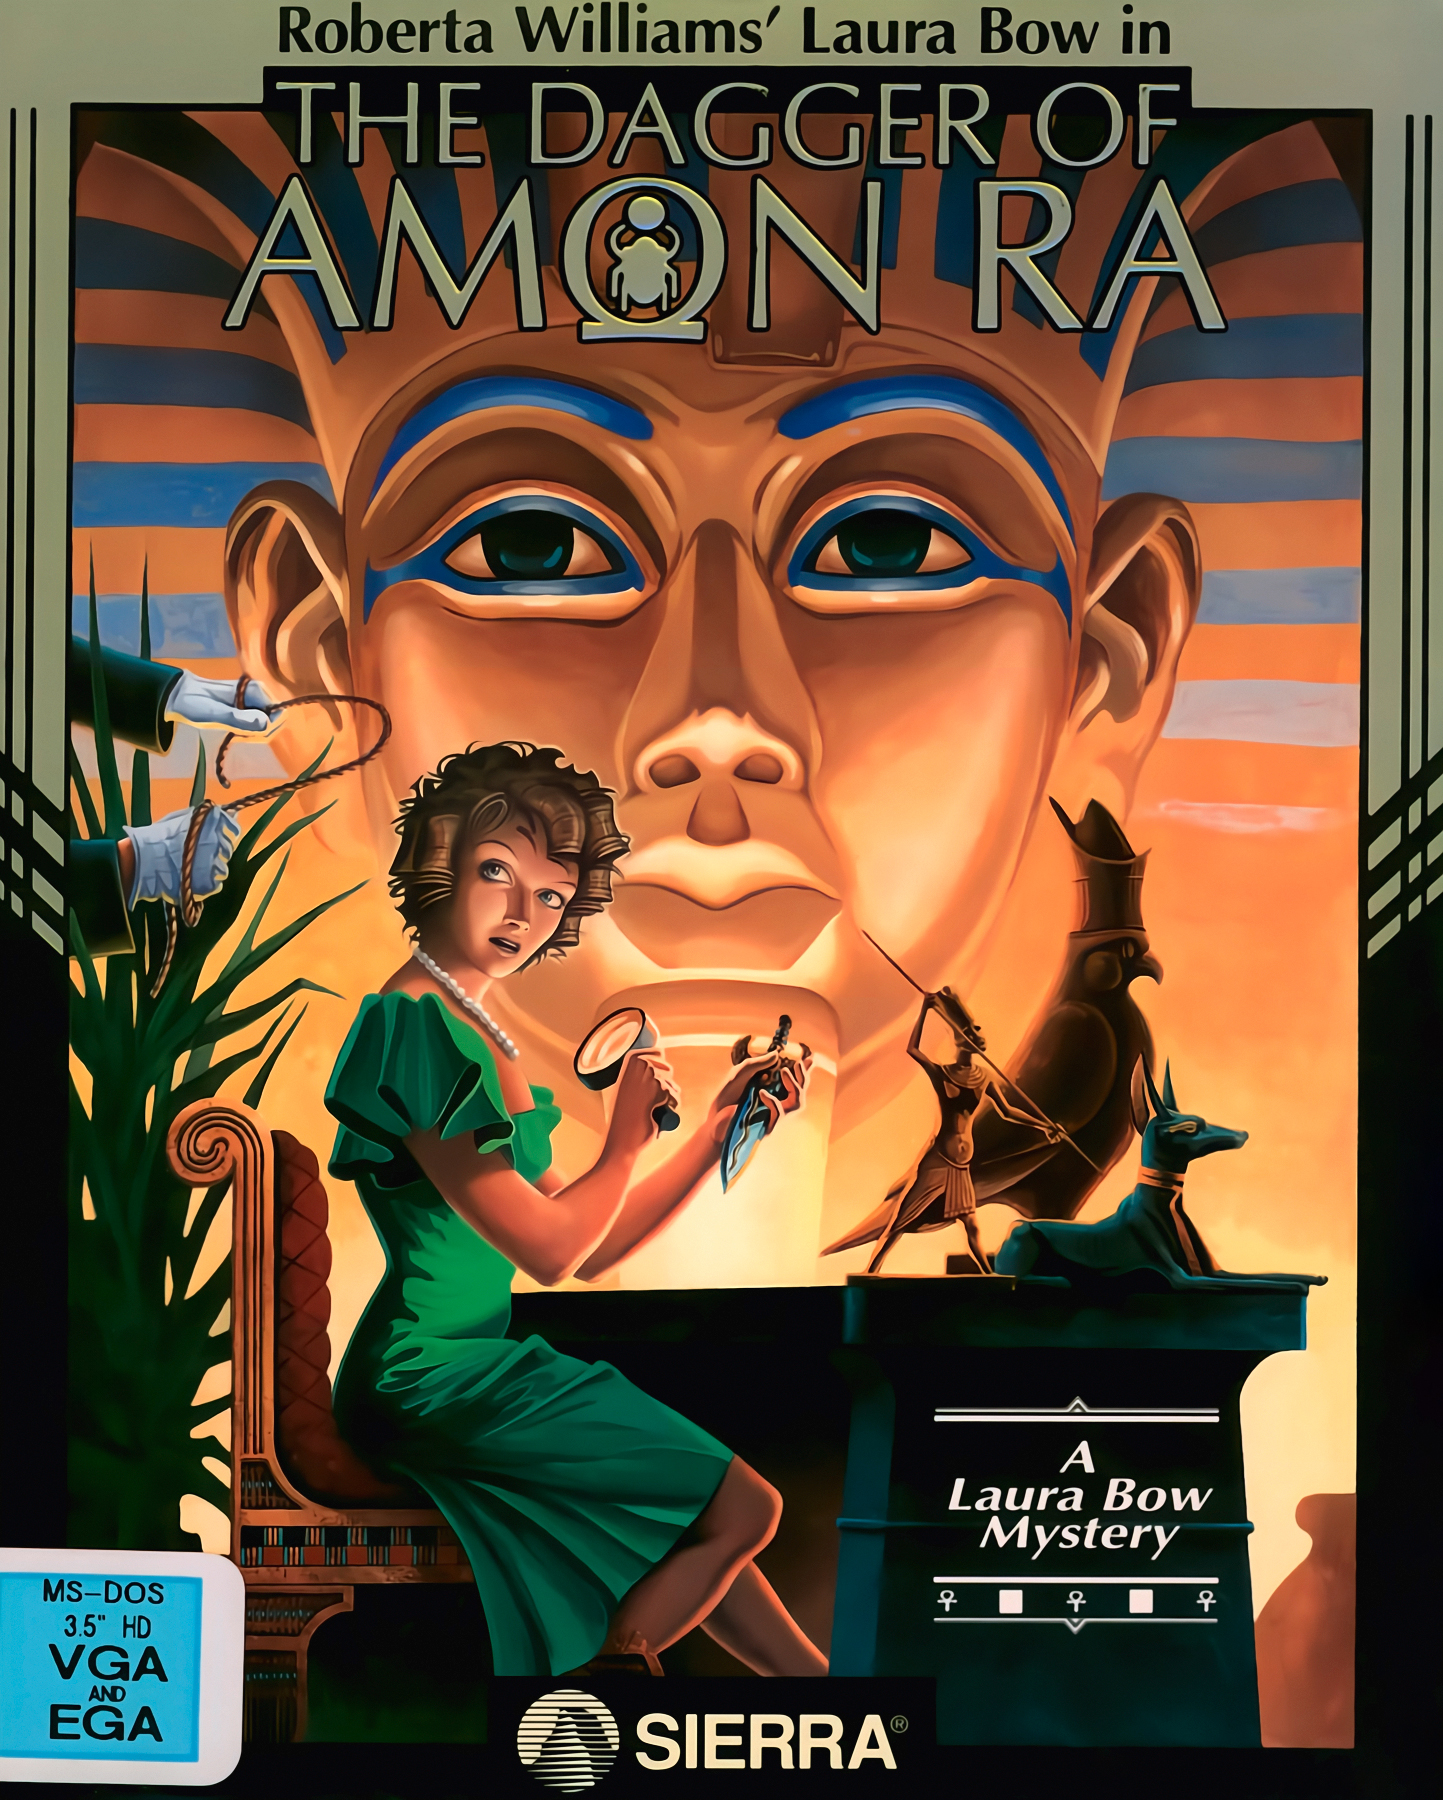 Roberta Williams' Laura Bow in
THE DAGGER OF
AMON RA
A
Laura Bow
Mystery
MS-DOS
3.5" HD
VGA
AND
EGA
SIERRA®